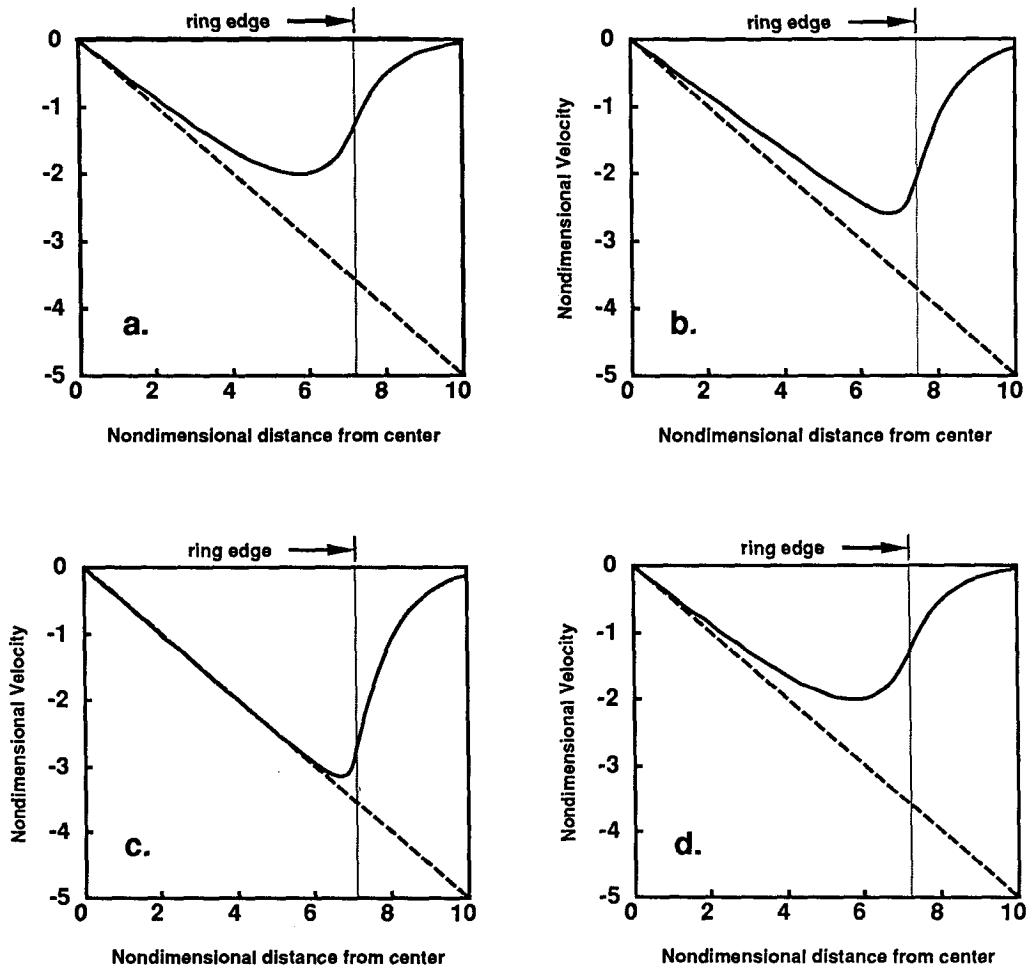 ring edge
0
-1
-2
-3
-4
-5
a.
0 2 4 6 8 10
Nondimensional distance from center
ring edge
Nondimensional Velocity
0
-1
-2
-3
-4
-5
b.
0 2 4 6 8 10
Nondimensional distance from center
ring edge
Nondimensional Velocity
0
-1
-2
-3
-4
-5
c.
0 2 4 6 8 10
Nondimensional distance from center
ring edge
Nondimensional Velocity
0
-1
-2
-3
-4
-5
d.
0 2 4 6 8 10
Nondimensional distance from center